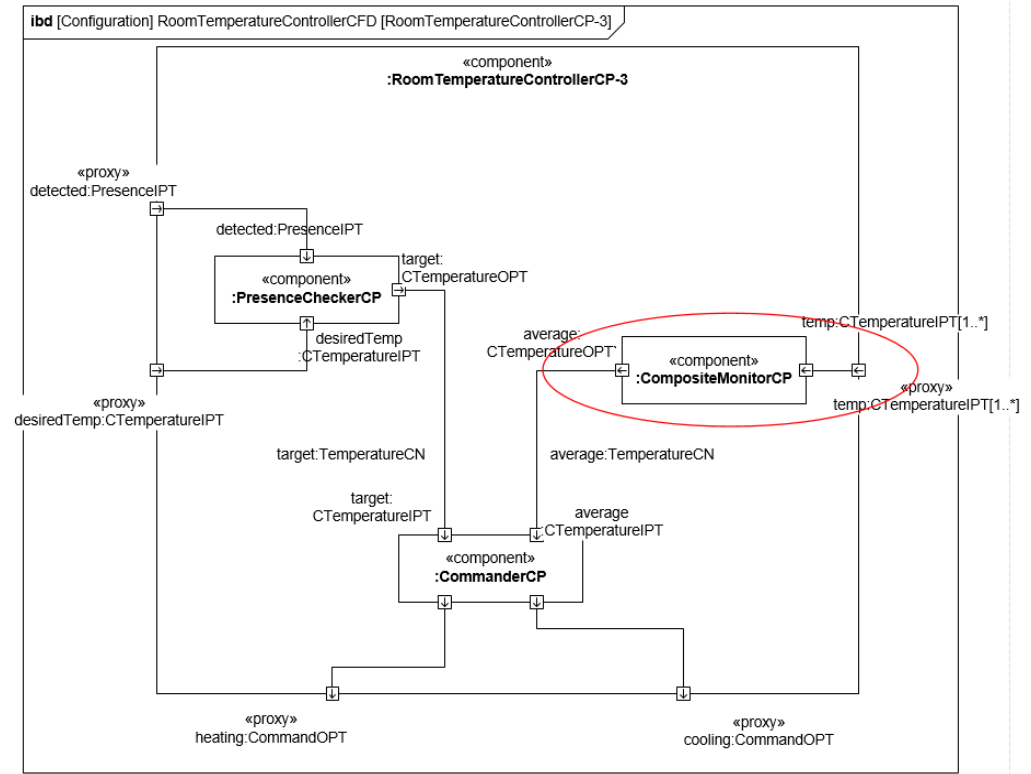 ibd [Configuration] RoomTemperatureControllerCFD [RoomTemperatureControllerCP-3]
«component»
:RoomTemperatureControllerCP-3
«proxy»
detected:PresenceIPT
detected:PresenceIPT
target:
CTemperatureOPT
«component»
:PresenceCheckerCP
desiredTemp
:CTemperatureIPT
«proxy»
desiredTemp:CTemperatureIPT
temp:CTemperatureIPT[1..*]
average:
CTemperatureOPT
«component»
:CompositeMonitorCP
«proxy»
temp:CTemperatureIPT[1..*]
target:TemperatureCN
average:TemperatureCN
target:
CTemperatureIPT
average
:CTemperatureIPT
«component»
:CommanderCP
«proxy»
heating:CommandOPT
«proxy»
cooling:CommandOPT